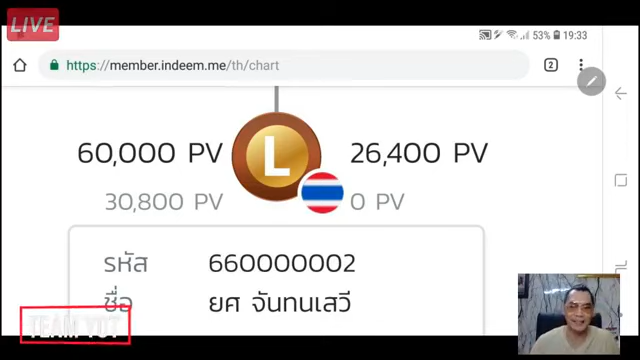 LIVE
53% 19:33
https://member.indeem.me/th/chart
2
60,000 PV
L
26,400 PV
30,800 PV
0 PV
รหัส 660000002
ชื่อ ยศ จันทนเสวี
TEAM YOT